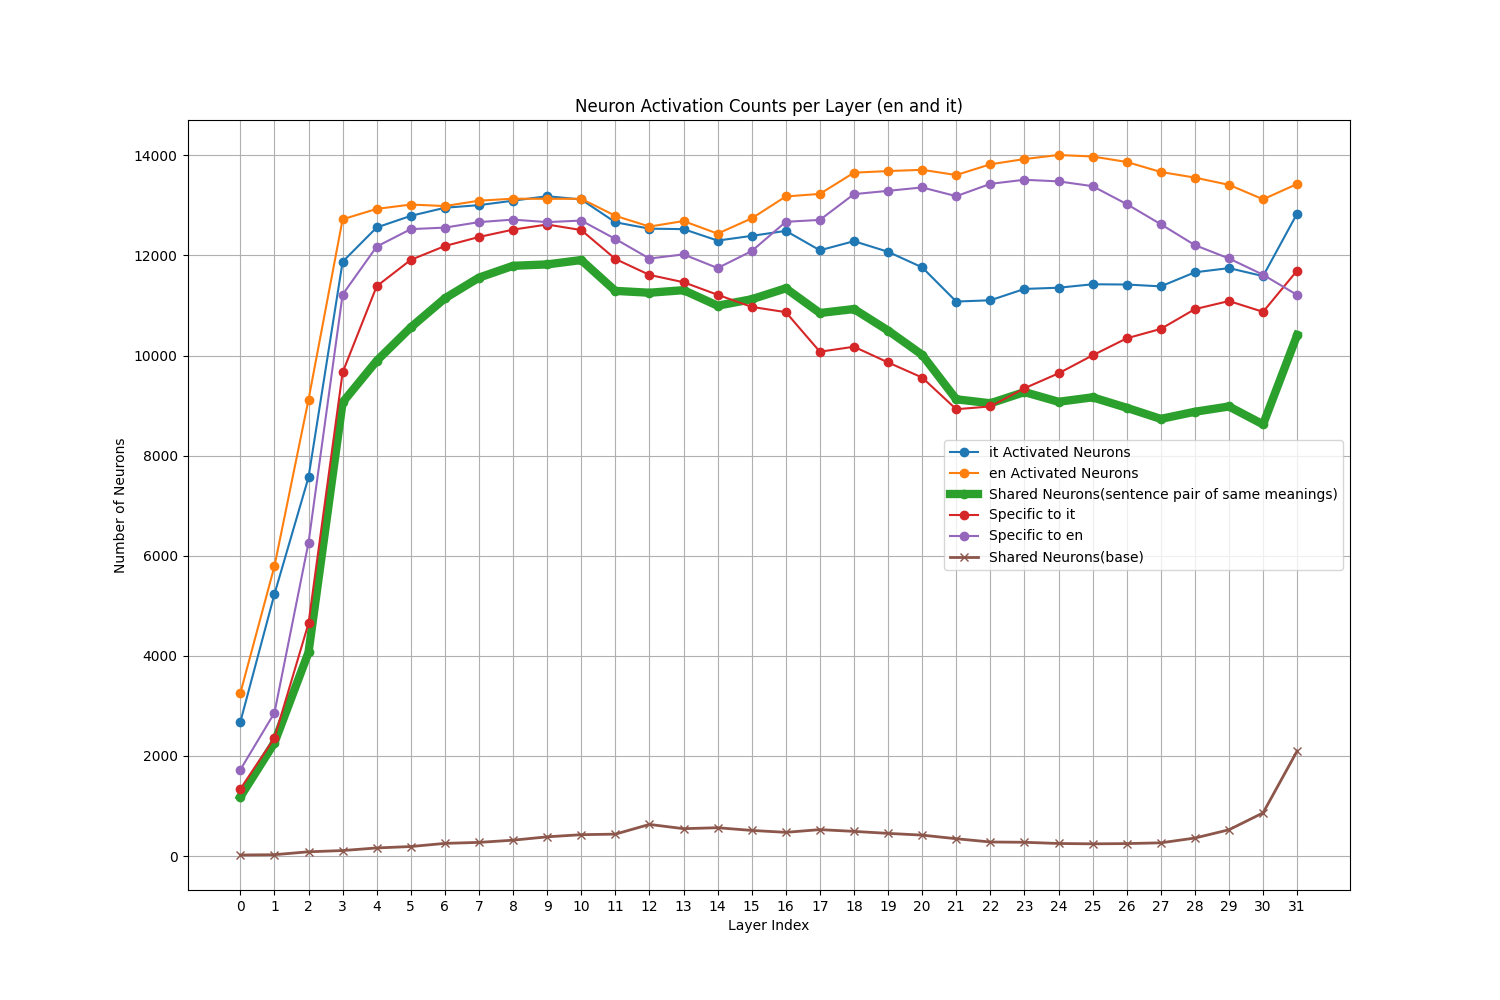 Neuron Activation Counts per Layer (en and it)
14000
12000
10000
8000
6000
4000
2000
0
Number of Neurons
it Activated Neurons
en Activated Neurons
Shared Neurons(sentence pair of same meanings)
Specific to it
Specific to en
Shared Neurons(base)
0 1 2 3 4 5 6 7 8 9 10 11 12 13 14 15 16 17 18 19 20 21 22 23 24 25 26 27 28 29 30 31
Layer Index